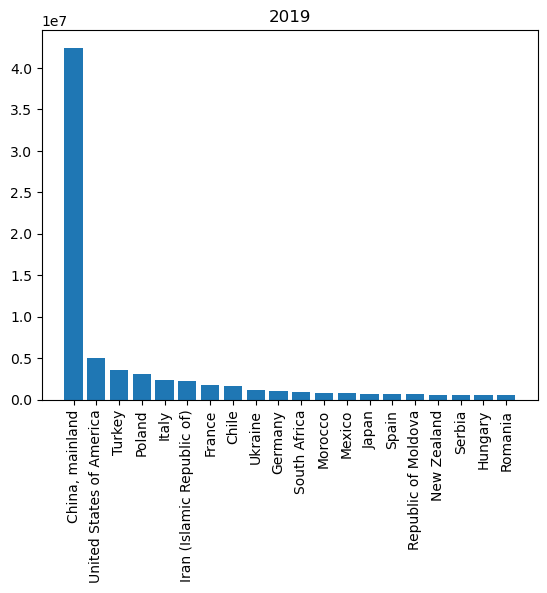 2019
1e7
4.0
3.5
3.0
2.5
2.0
1.5
1.0
0.5
0.0
China, mainland
United States of America
Turkey
Poland
Italy
Iran (Islamic Republic of)
France
Chile
Ukraine
Germany
South Africa
Morocco
Mexico
Japan
Spain
Republic of Moldova
New Zealand
Serbia
Hungary
Romania